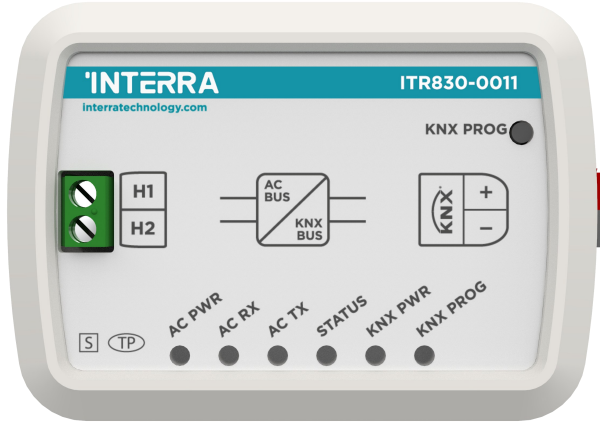 INTERRA
ITR830-0011
interratechnology.com
KNX PROG
H1
H2
AC
BUS
KNX
BUS
KNX
+
−
AC PWR
AC RX
AC TX
STATUS
KNX PWR
KNX PROG
S
TP